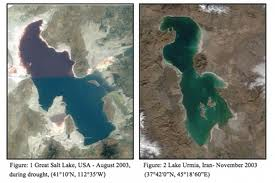 Figure: 1 Great Salt Lake, USA - August 2003,
during drought, (41°10'N, 112°35'W)
Figure: 2 Lake Urmia, Iran- November 2003
(37°42'0"N, 45°18'60"E)